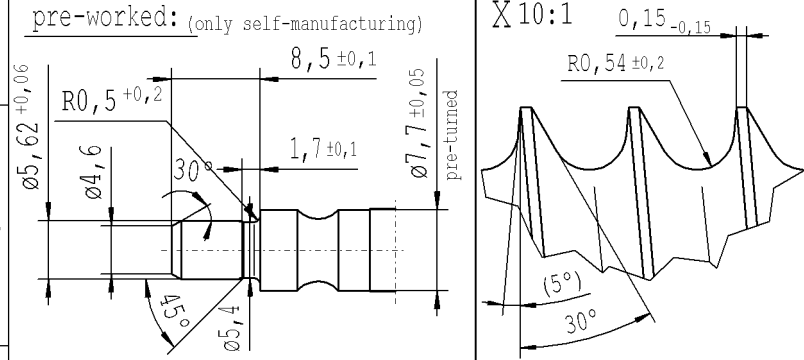 pre-worked: (only self-manufacturing)
8,5 ±0,1
R0,5 +0,2
1,7 ±0,1
ø5,62 +0,06
ø4,6
30°
ø7,7 ±0,05
pre-turned
45°
ø5,4
X 10:1
0,15 -0,15
R0,54 ±0,2
(5°)
30°